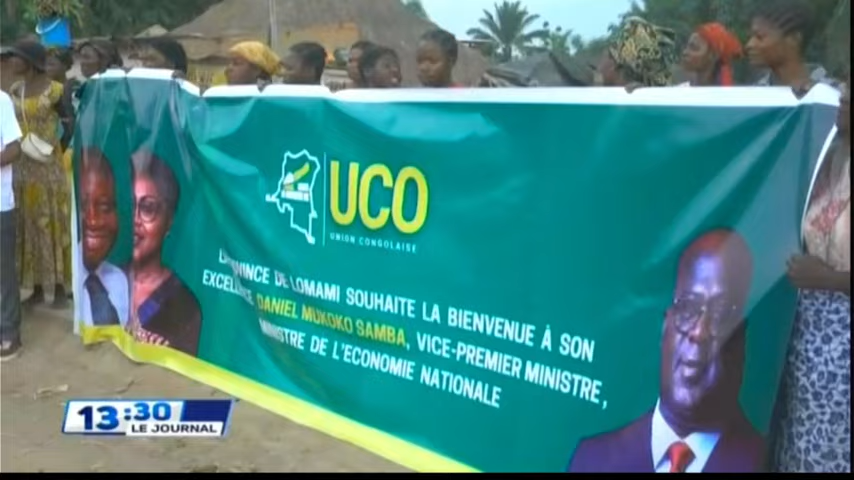 UCO
UNION CONGOLAISE
LA PROVINCE DE LOMAMI SOUHAITE LA BIENVENUE À SON
EXCELLENCE DANIEL MUKOKO SAMBA, VICE-PREMIER MINISTRE,
MINISTRE DE L'ECONOMIE NATIONALE
13:30
LE JOURNAL